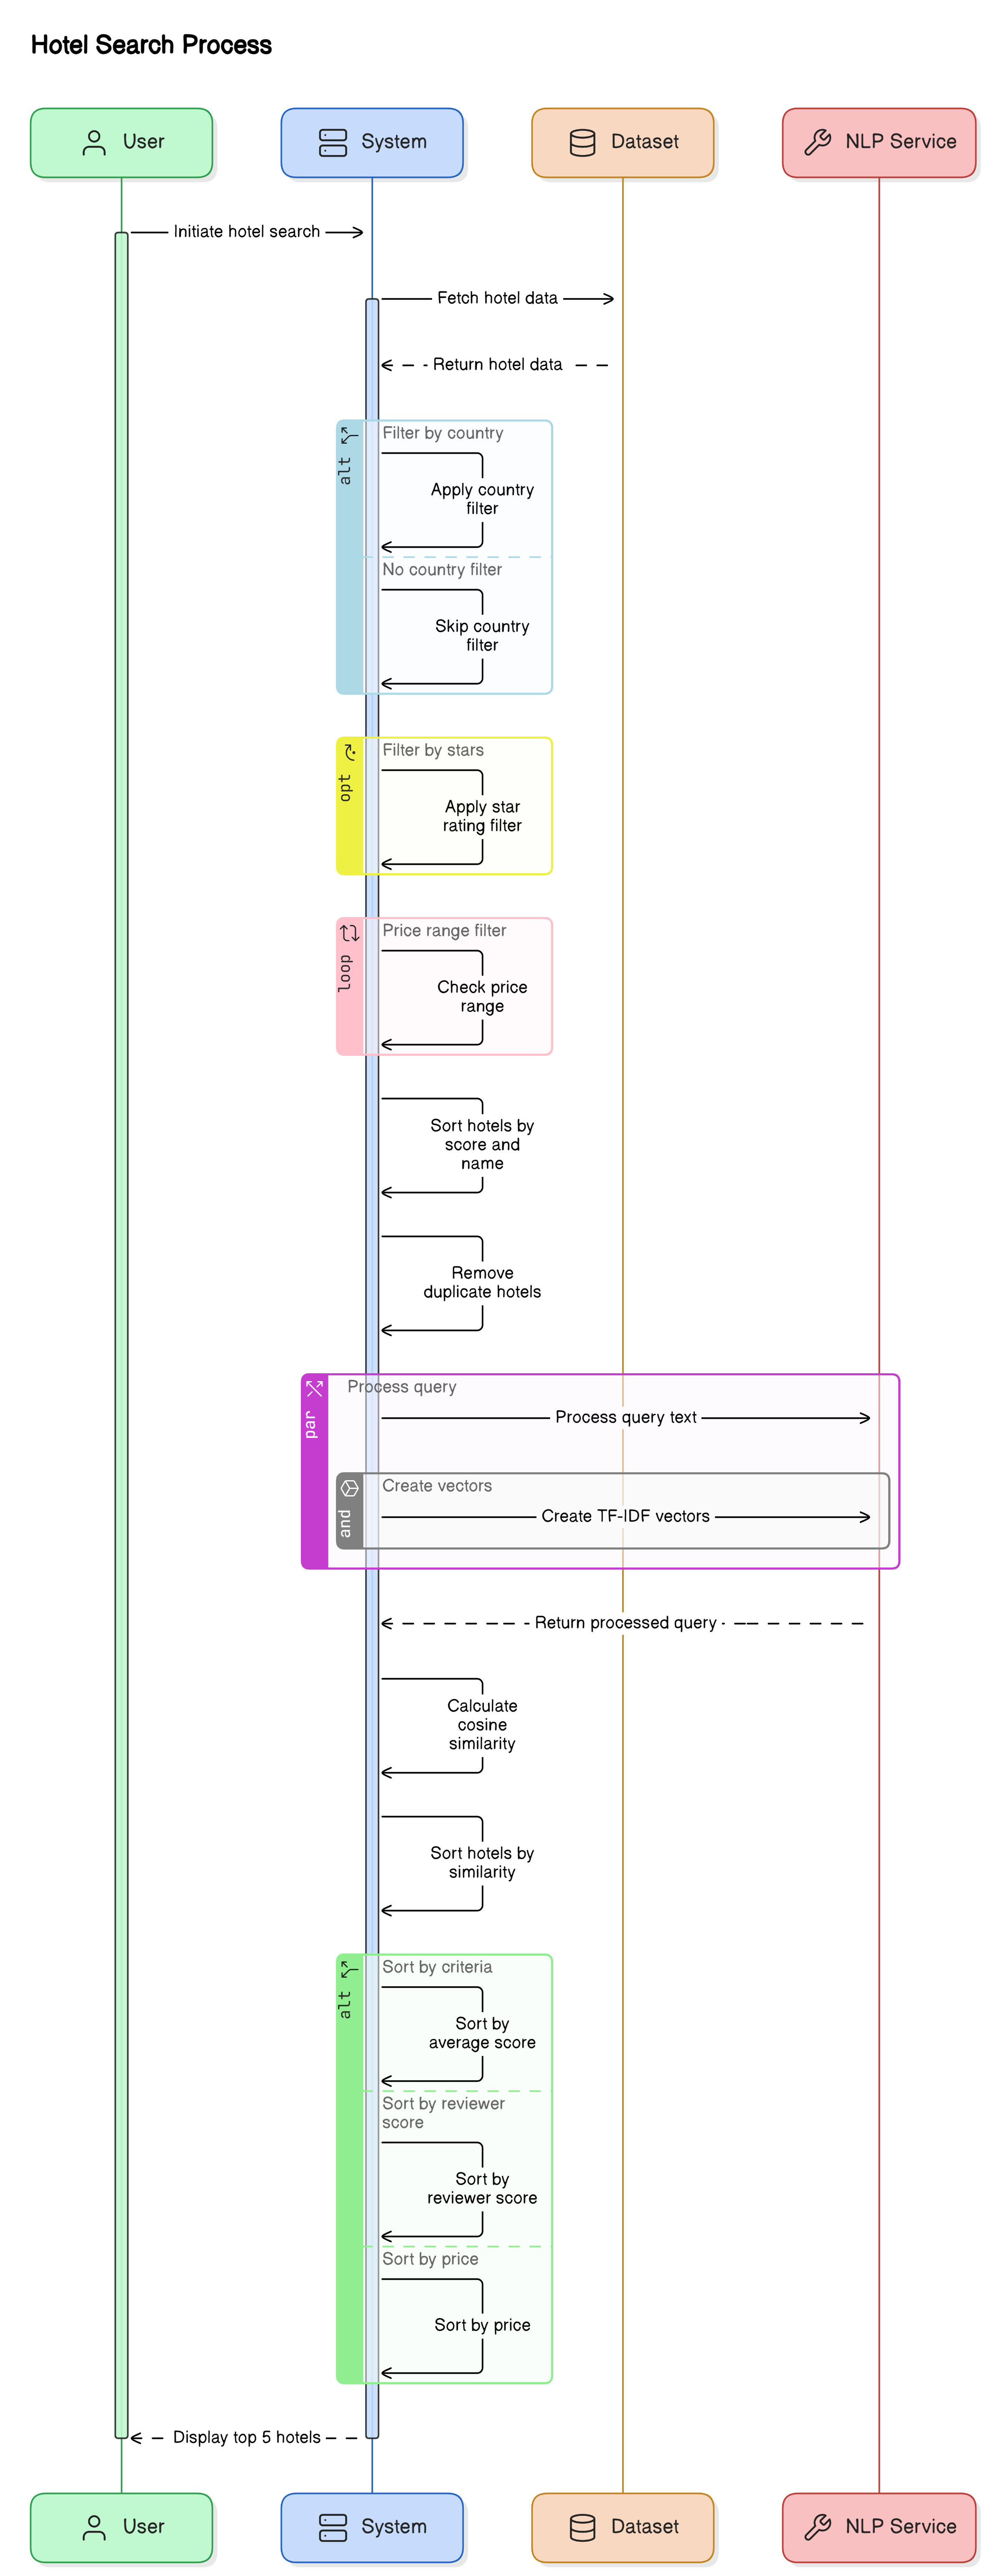 Hotel Search Process
User
System
Dataset
NLP Service
Initiate hotel search
Fetch hotel data
Return hotel data
alt
Filter by country
Apply country
filter
No country filter
Skip country
filter
opt
Filter by stars
Apply star
rating filter
loop
Price range filter
Check price
range
Sort hotels by
score and
name
Remove
duplicate hotels
par
Process query
Process query text
and
Create vectors
Create TF-IDF vectors
Return processed query
Calculate
cosine
similarity
Sort hotels by
similarity
alt
Sort by criteria
Sort by
average score
Sort by reviewer
score
Sort by
reviewer score
Sort by price
Sort by price
Display top 5 hotels
User
System
Dataset
NLP Service